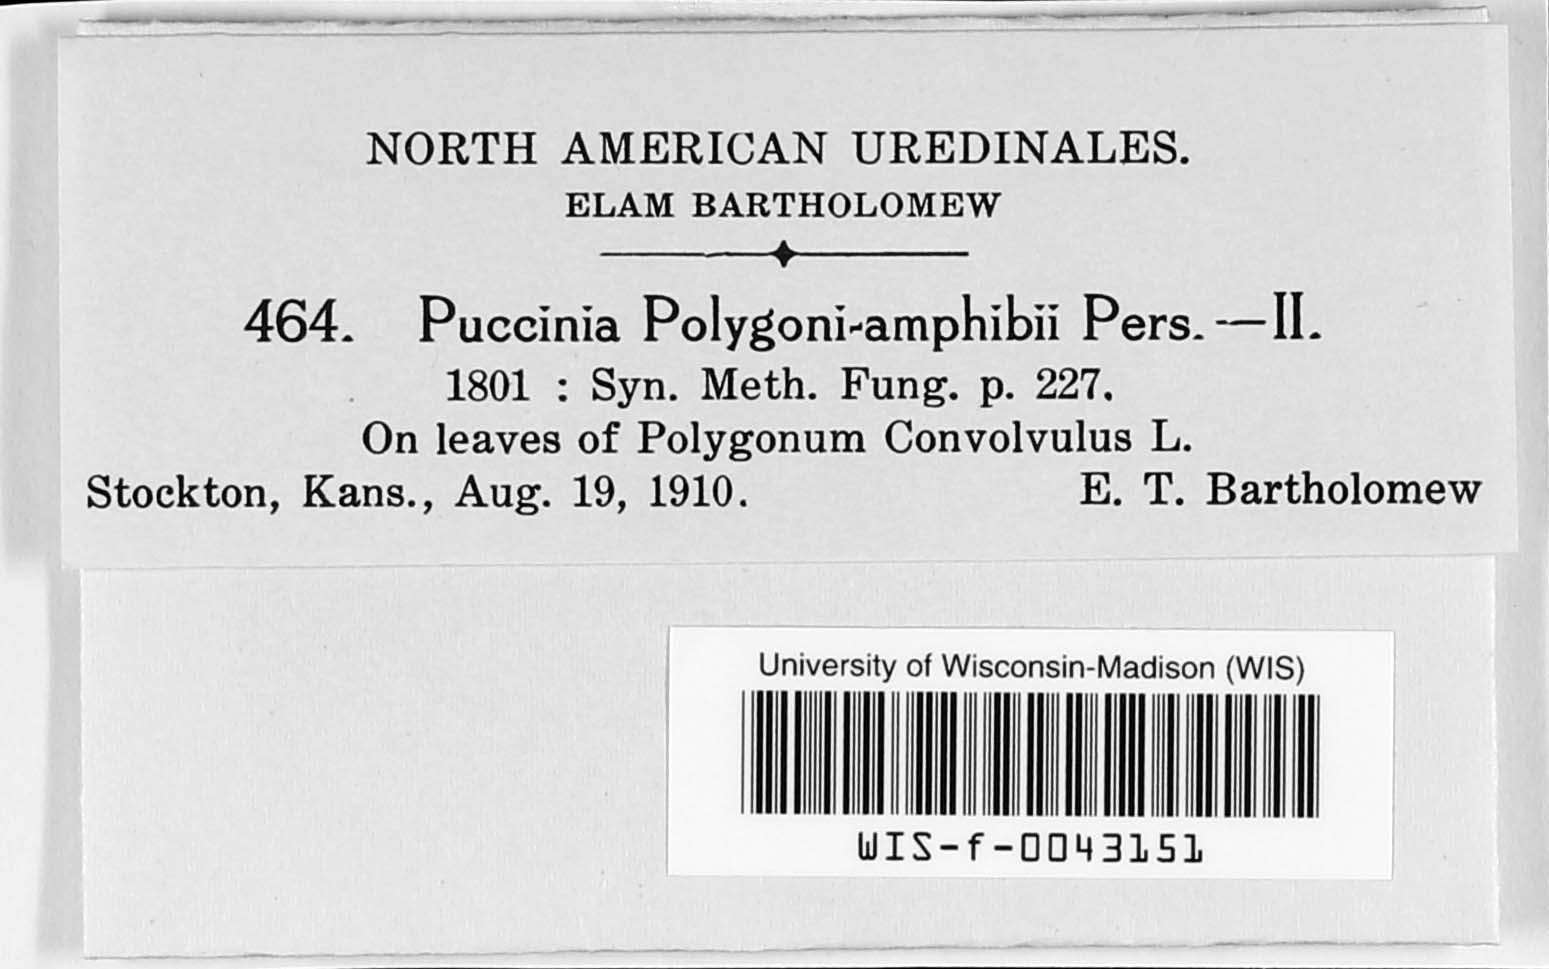 NORTH AMERICAN UREDINALES.
ELAM BARTHOLOMEW
464. Puccinia Polygoni-amphibii Pers. —II.
1801 : Syn. Meth. Fung. p. 227.
On leaves of Polygonum Convolvulus L.
Stockton, Kans., Aug. 19, 1910. E. T. Bartholomew
University of Wisconsin-Madison (WIS)
WIS-f-0043151